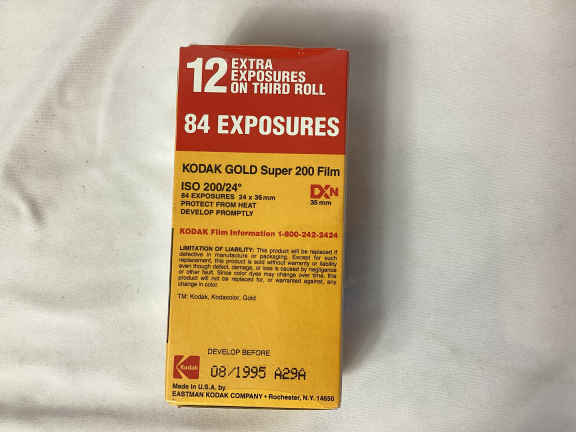 12 EXTRA
EXPOSURES
ON THIRD ROLL
84 EXPOSURES
KODAK GOLD Super 200 Film
ISO 200/24°
84 EXPOSURES 24 x 36 mm
PROTECT FROM HEAT
DEVELOP PROMPTLY
DXN
35 mm
KODAK Film Information 1-800-242-2424
LIMITATION OF LIABILITY: This product will be replaced if
defective in manufacture or packaging. Except for such
replacement, this product is sold without warranty or liability
even though defect, damage, or loss is caused by negligence
or other fault. Since color dyes may change over time, this
product will not be replaced for, or warranted against, any
change in color.
TM: Kodak, Kodacolor, Gold
DEVELOP BEFORE
Kodak
08/1995 A29A
Made in U.S.A. by
EASTMAN KODAK COMPANY • Rochester, N.Y. 14650